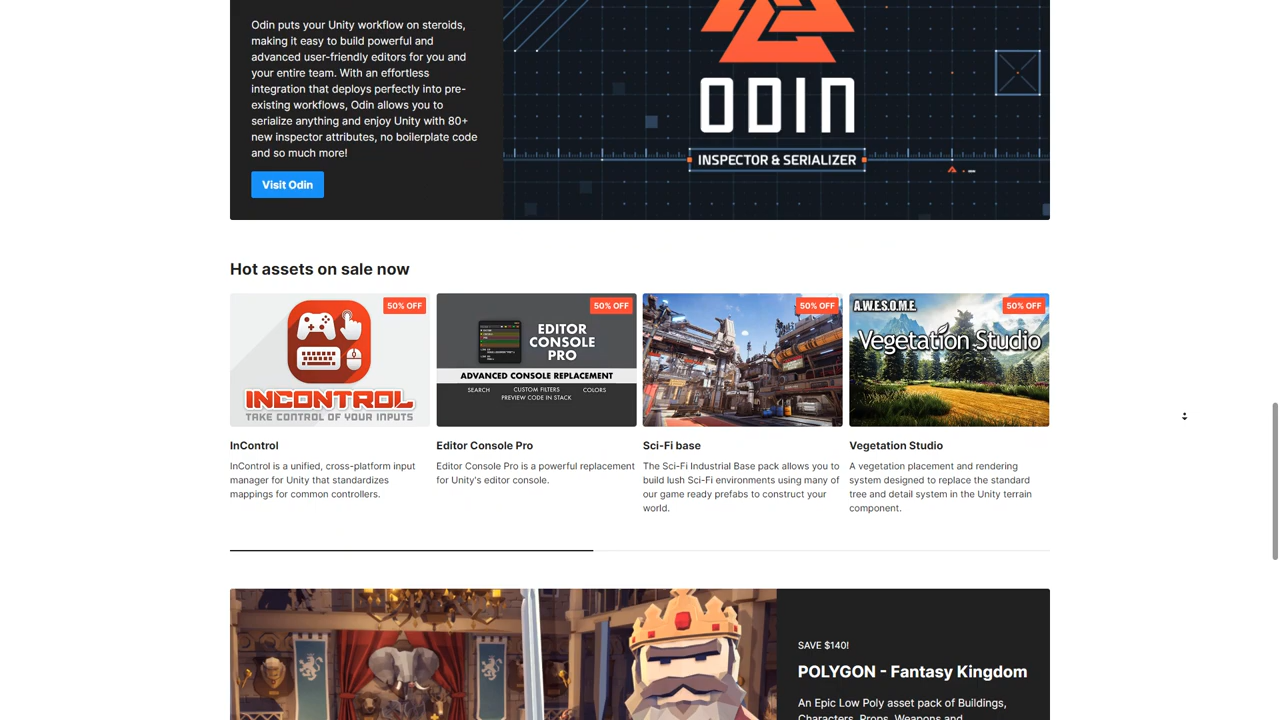 Odin puts your Unity workflow on steroids,
making it easy to build powerful and
advanced user-friendly editors for you and
your entire team. With an effortless
integration that deploys perfectly into pre-
existing workflows, Odin allows you to
serialize anything and enjoy Unity with 80+
new inspector attributes, no boilerplate code
and so much more!
Visit Odin
ODIN
INSPECTOR & SERIALIZER
Hot assets on sale now
50% OFF
INCONTROL
TAKE CONTROL OF YOUR INPUTS
InControl
InControl is a unified, cross-platform input
manager for Unity that standardizes
mappings for common controllers.
50% OFF
EDITOR
CONSOLE
PRO
ADVANCED CONSOLE REPLACEMENT
SEARCH CUSTOM FILTERS COLORS
PREVIEW CODE IN STACK
Editor Console Pro
Editor Console Pro is a powerful replacement
for Unity's editor console.
50% OFF
Sci-Fi base
The Sci-Fi Industrial Base pack allows you to
build lush Sci-Fi environments using many of
our game ready prefabs to construct your
world.
A.W.E.S.O.M.E.
50% OFF
Vegetation Studio
Vegetation Studio
A vegetation placement and rendering
system designed to replace the standard
tree and detail system in the Unity terrain
component.
SAVE $140!
POLYGON - Fantasy Kingdom
An Epic Low Poly asset pack of Buildings,
Characters, Props, Weapons and